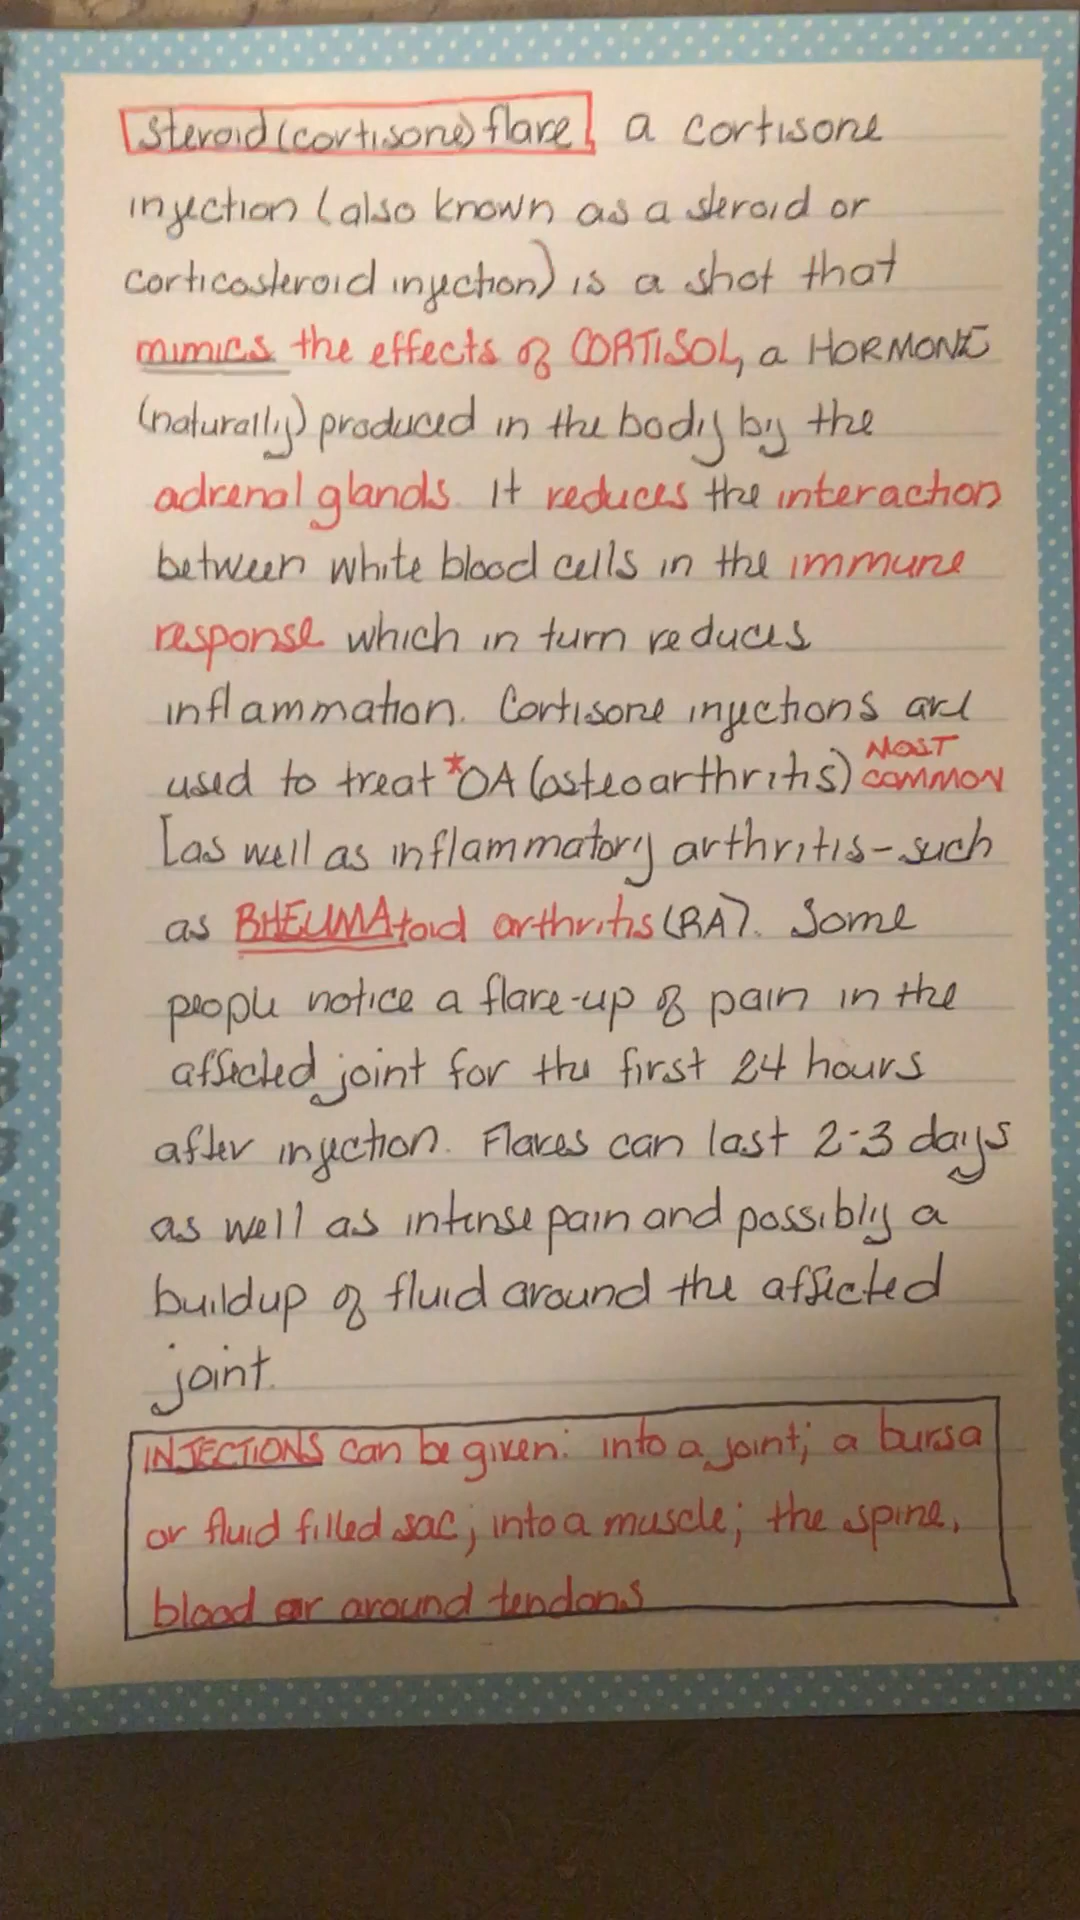 steroid (cortisone) flare, a cortisone
injection (also known as a steroid or
corticosteroid injection) is a shot that
mimics the effects of CORTISOL, a HORMONE
(naturally) produced in the body by the
adrenal glands. It reduces the interaction
between white blood cells in the immune
response which in turn reduces
inflammation. Cortisone injections are
used to treat *OA (osteoarthritis) MOST COMMON
[as well as inflammatory arthritis-such
as RHEUMAtoid arthritis (RA). Some
people notice a flare-up of pain in the
affected joint for the first 24 hours
after injection. Flares can last 2-3 days
as well as intense pain and possibly a
buildup of fluid around the affected
joint.
INJECTIONS can be given: into a joint; a bursa
or fluid filled sac; into a muscle; the spine,
blood or around tendons